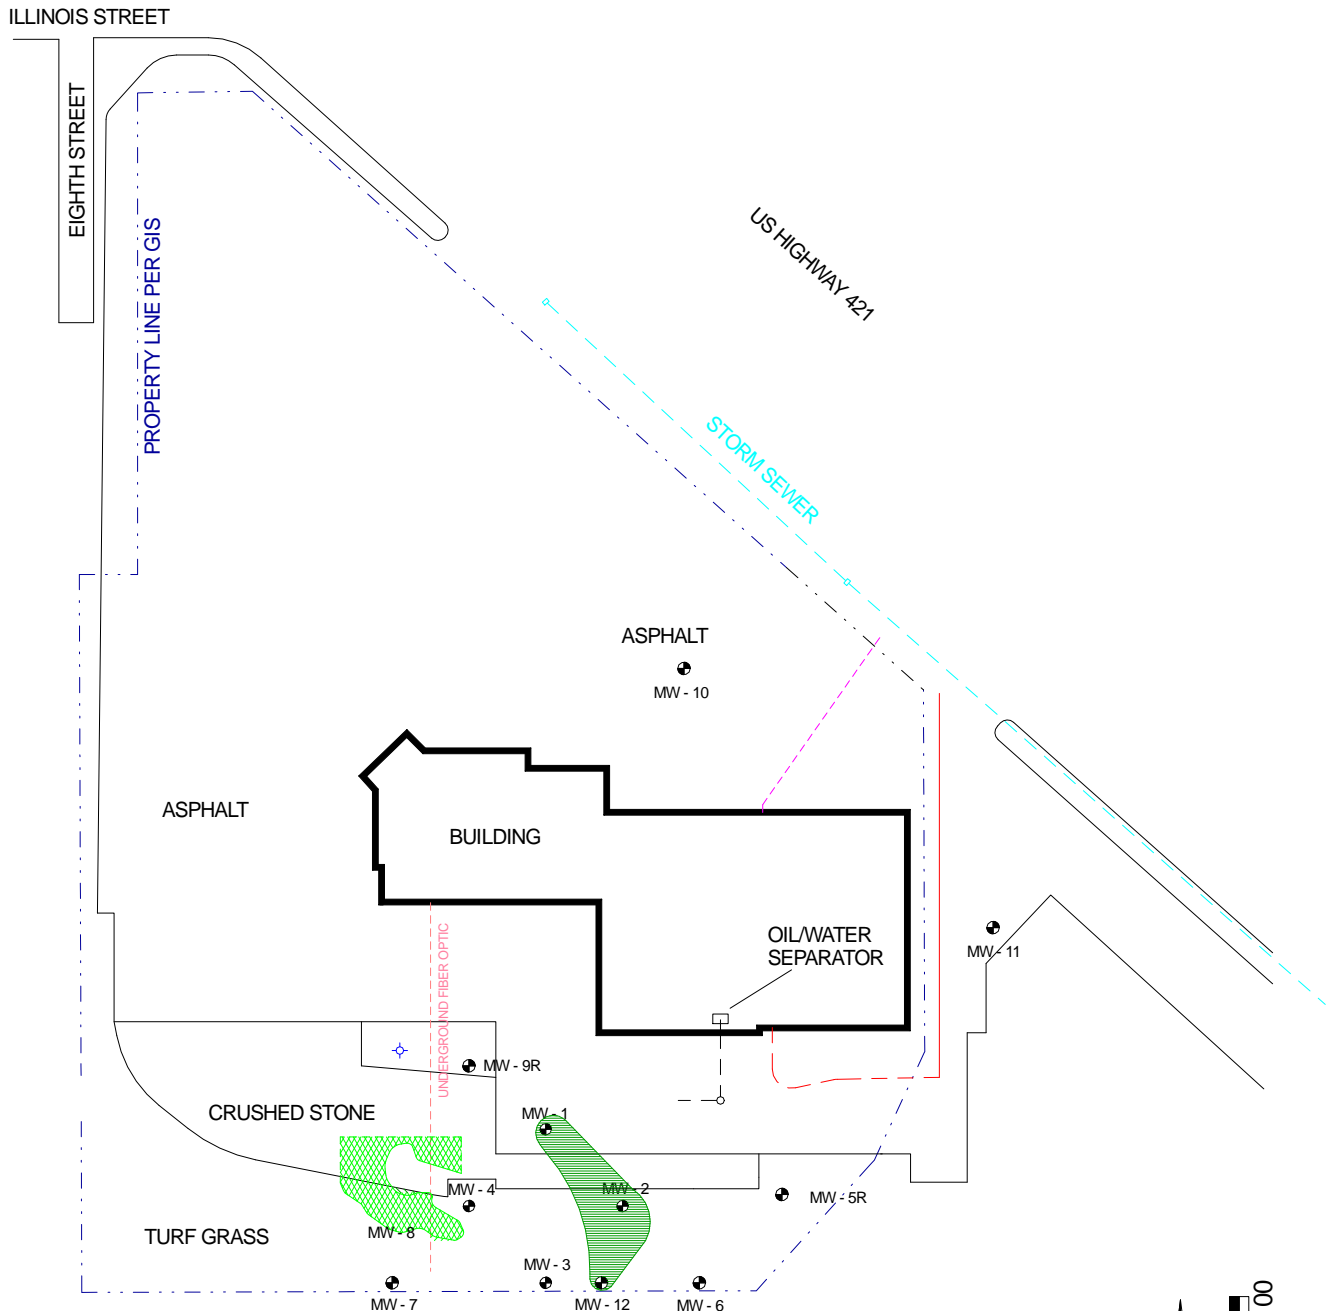 ILLINOIS STREET
EIGHTH STREET
PROPERTY LINE PER GIS
US HIGHWAY 421
STORM SEWER
ASPHALT
MW - 10
ASPHALT
BUILDING
OIL/WATER
SEPARATOR
MW - 11
UNDERGROUND FIBER OPTIC
MW - 9R
CRUSHED STONE
MW - 1
MW - 4
MW - 2
MW - 5R
MW - 8
TURF GRASS
MW - 3
MW - 7
MW - 12
MW - 6